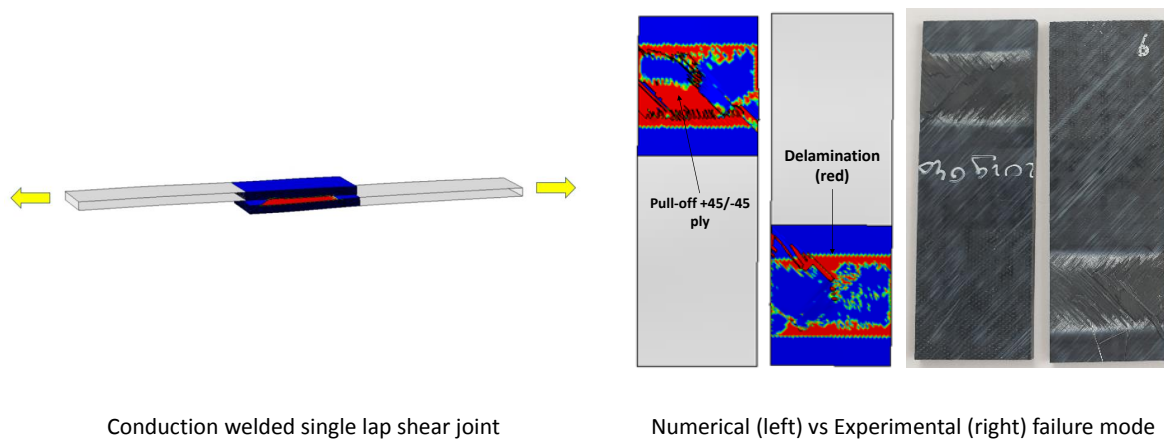 Delamination
(red)
Pull-off +45/-45
ply
6
Conduction welded single lap shear joint
Numerical (left) vs Experimental (right) failure mode